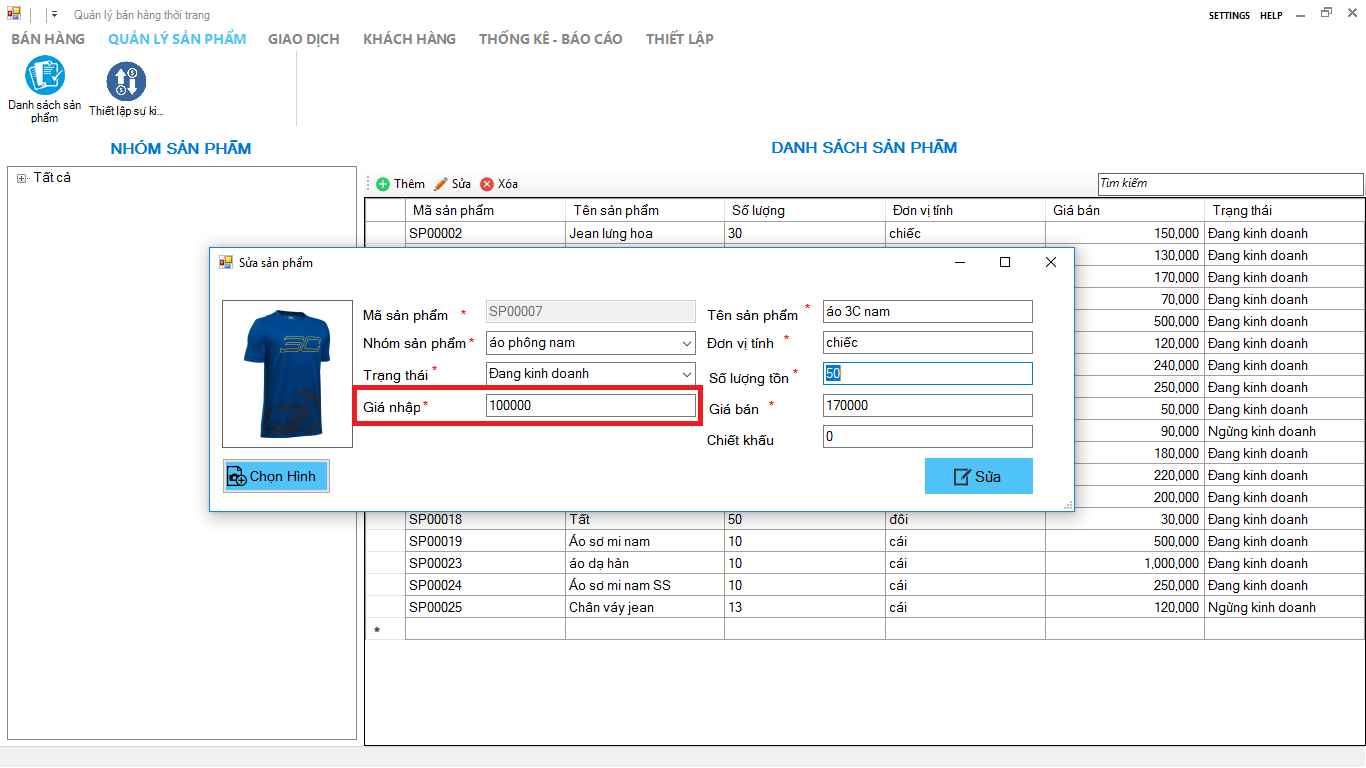 Quản lý bán hàng thời trang
SETTINGS HELP
BÁN HÀNG QUẢN LÝ SẢN PHẨM GIAO DỊCH KHÁCH HÀNG THỐNG KÊ - BÁO CÁO THIẾT LẬP
Danh sách sản phẩm
Thiết lập sự ki...
NHÓM SẢN PHẨM
Tất cả
DANH SÁCH SẢN PHẨM
Thêm Sửa Xóa
Tìm kiếm
Mã sản phẩm Tên sản phẩm Số lượng Đơn vị tính Giá bán Trạng thái
SP00002 Jean lưng hoa 30 chiếc 150,000 Đang kinh doanh
130,000 Đang kinh doanh
170,000 Đang kinh doanh
70,000 Đang kinh doanh
500,000 Đang kinh doanh
120,000 Đang kinh doanh
240,000 Đang kinh doanh
250,000 Đang kinh doanh
50,000 Đang kinh doanh
90,000 Ngừng kinh doanh
180,000 Đang kinh doanh
220,000 Đang kinh doanh
200,000 Đang kinh doanh
SP00018 Tất 50 đôi 30,000 Đang kinh doanh
SP00019 Áo sơ mi nam 10 cái 500,000 Đang kinh doanh
SP00023 áo dạ hàn 10 cái 1,000,000 Đang kinh doanh
SP00024 Áo sơ mi nam SS 10 cái 250,000 Đang kinh doanh
SP00025 Chân váy jean 13 cái 120,000 Ngừng kinh doanh
*
Sửa sản phẩm
3C
Mã sản phẩm * SP00007 Tên sản phẩm * áo 3C nam
Nhóm sản phẩm * áo phông nam Đơn vị tính * chiếc
Trạng thái * Đang kinh doanh Số lượng tồn * 50
Giá nhập * 100000 Giá bán * 170000
Chiết khấu 0
Chọn Hình
Sửa